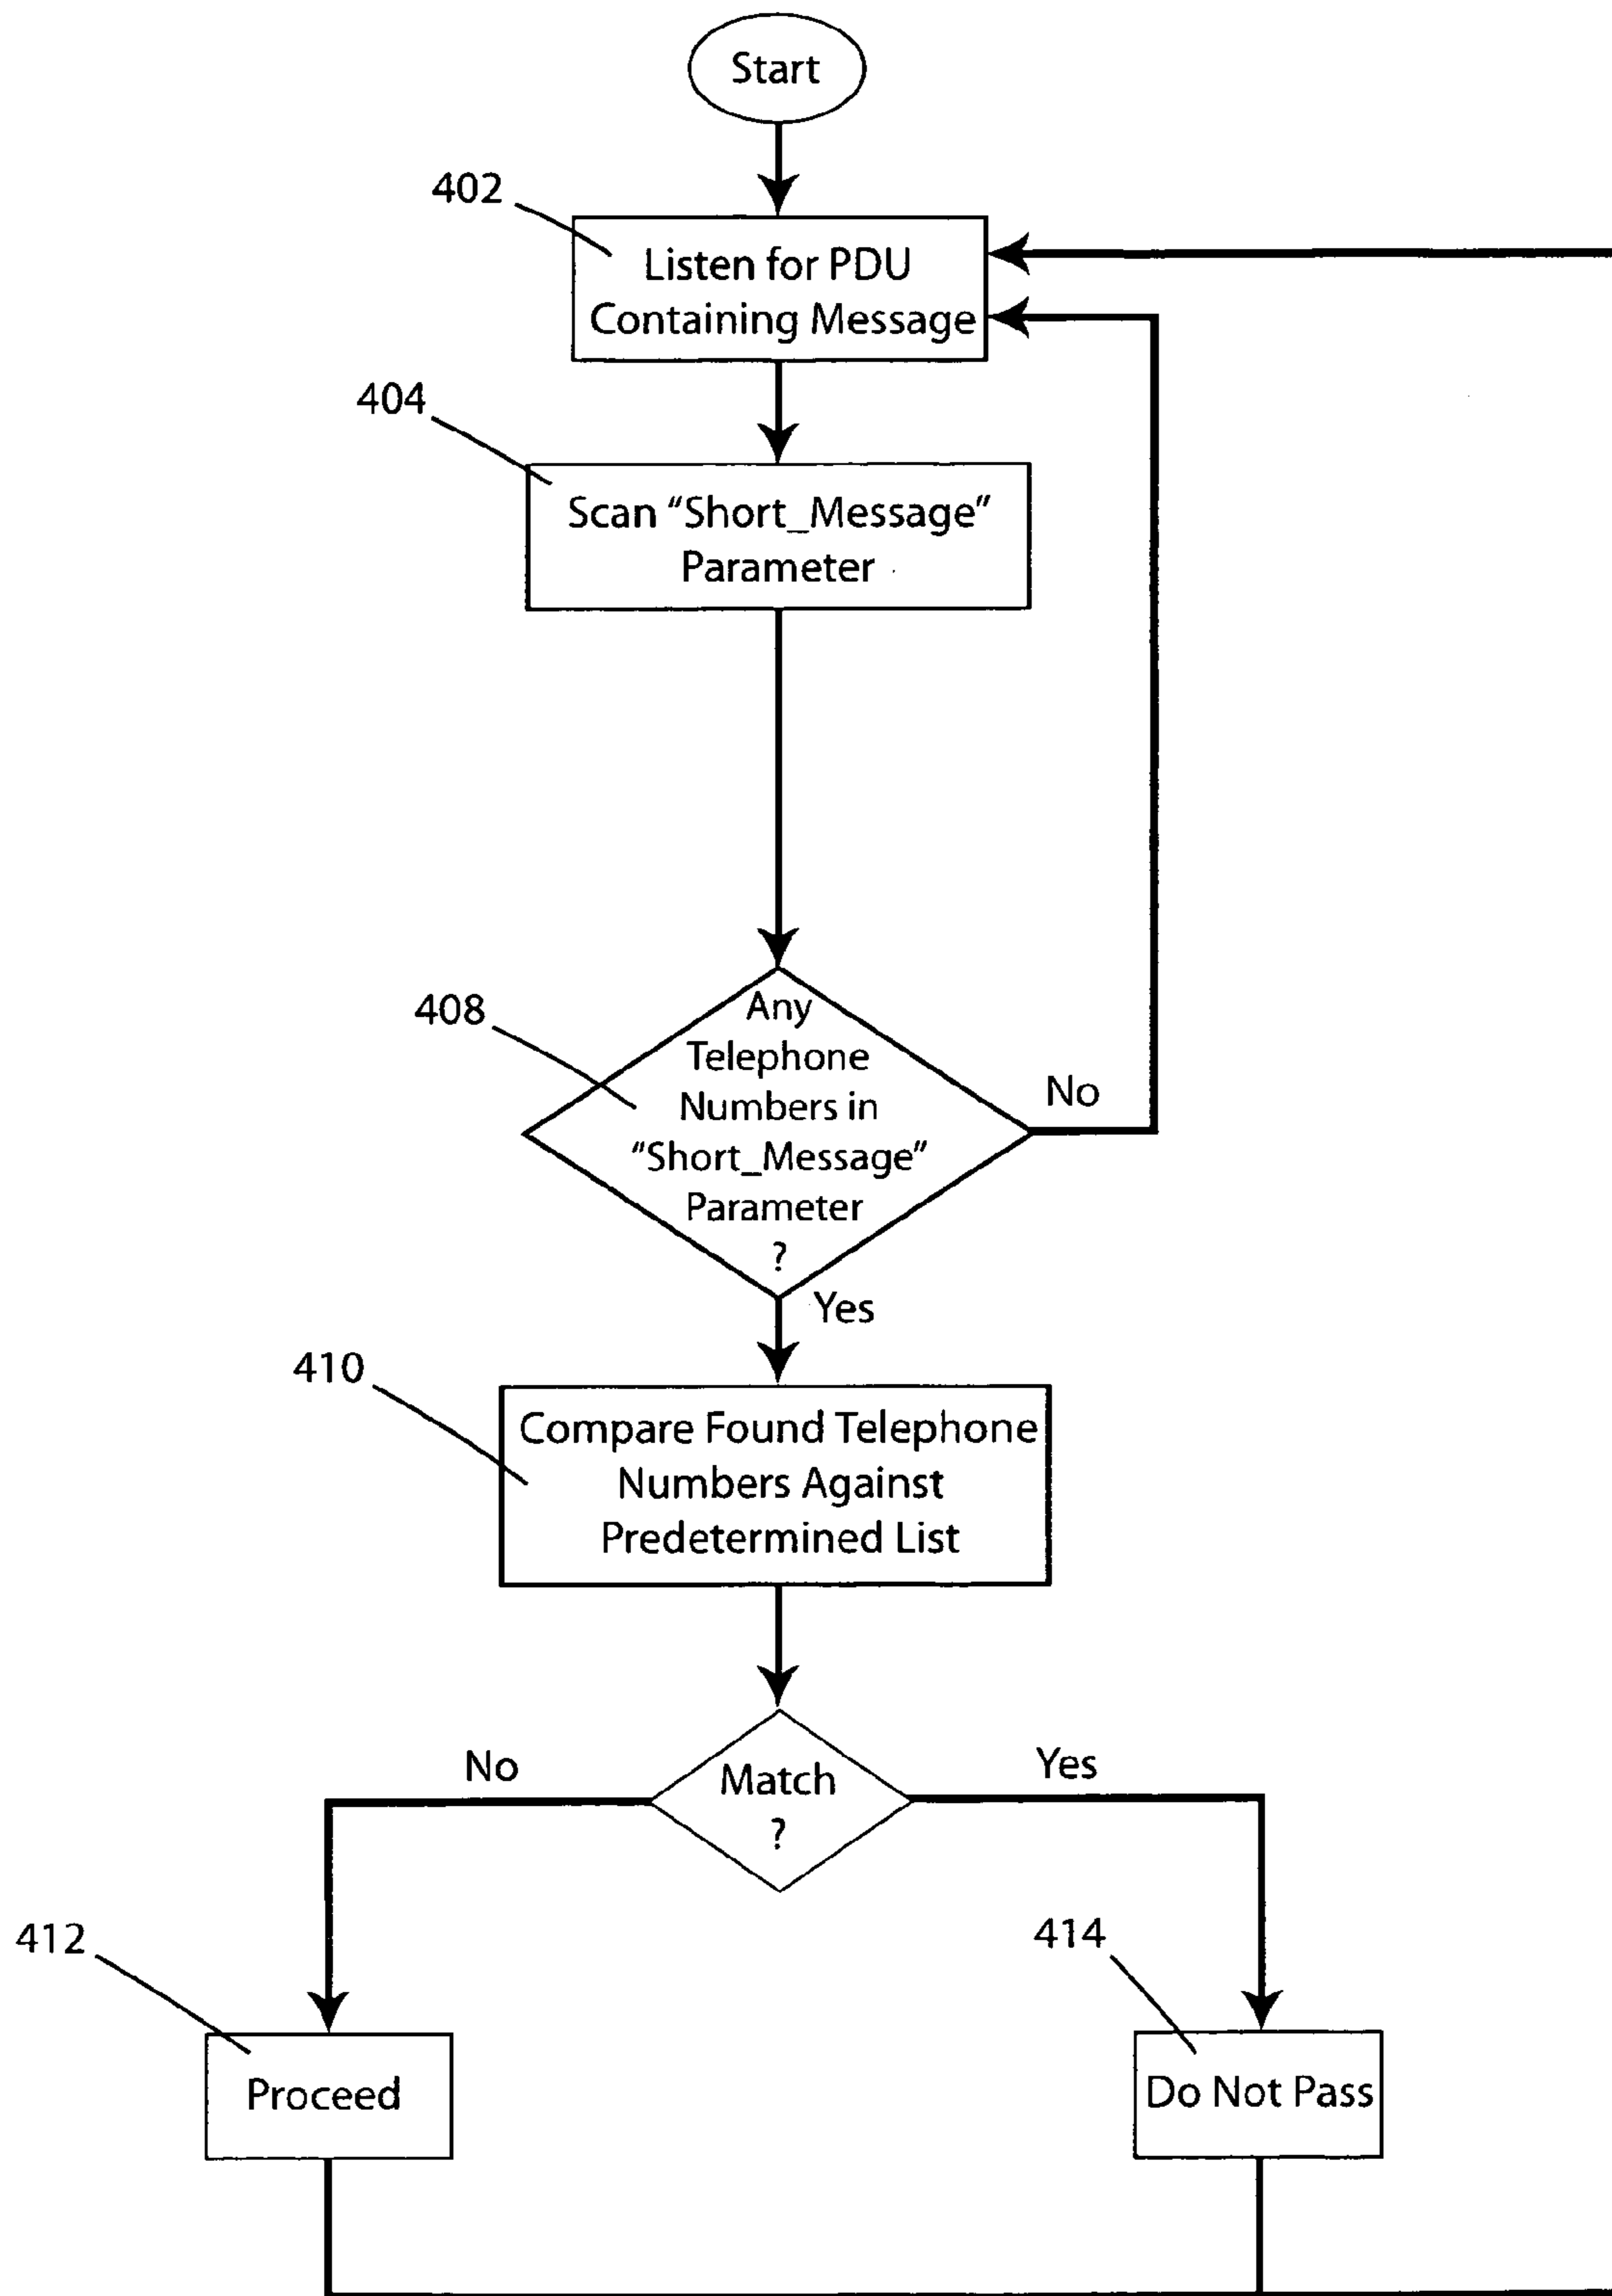 Start
402
Listen for PDU
Containing Message
404
Scan “Short_Message”
Parameter
408
Any
Telephone
Numbers in
“Short_Message”
Parameter
?
No
Yes
410
Compare Found Telephone
Numbers Against
Predetermined List
No
Match
?
Yes
412
Proceed
414
Do Not Pass